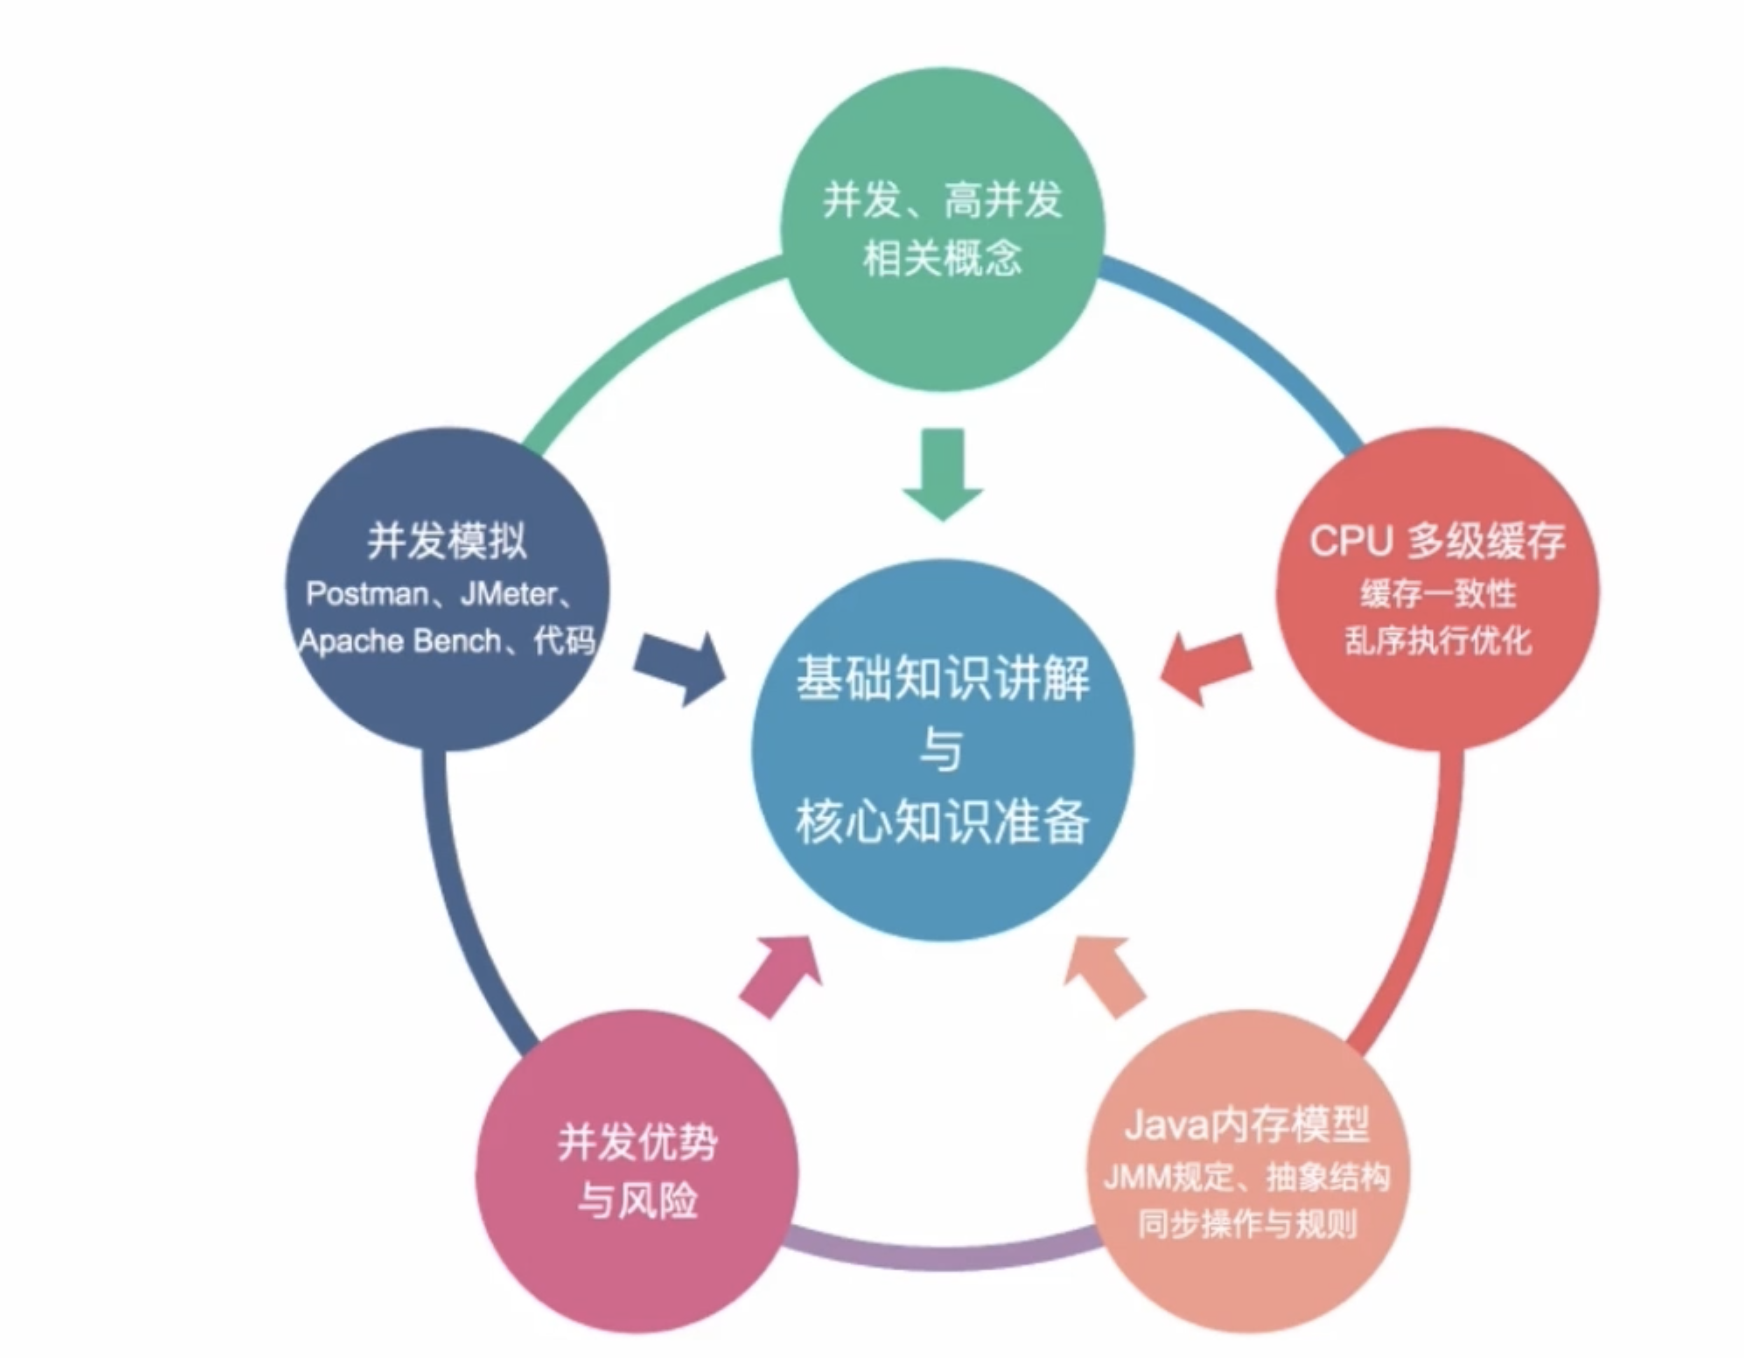 并发、高并发
相关概念
并发模拟
Postman、JMeter、
Apache Bench、代码
CPU 多级缓存
缓存一致性
乱序执行优化
基础知识讲解
与
核心知识准备
并发优势
与风险
Java内存模型
JMM规定、抽象结构
同步操作与规则